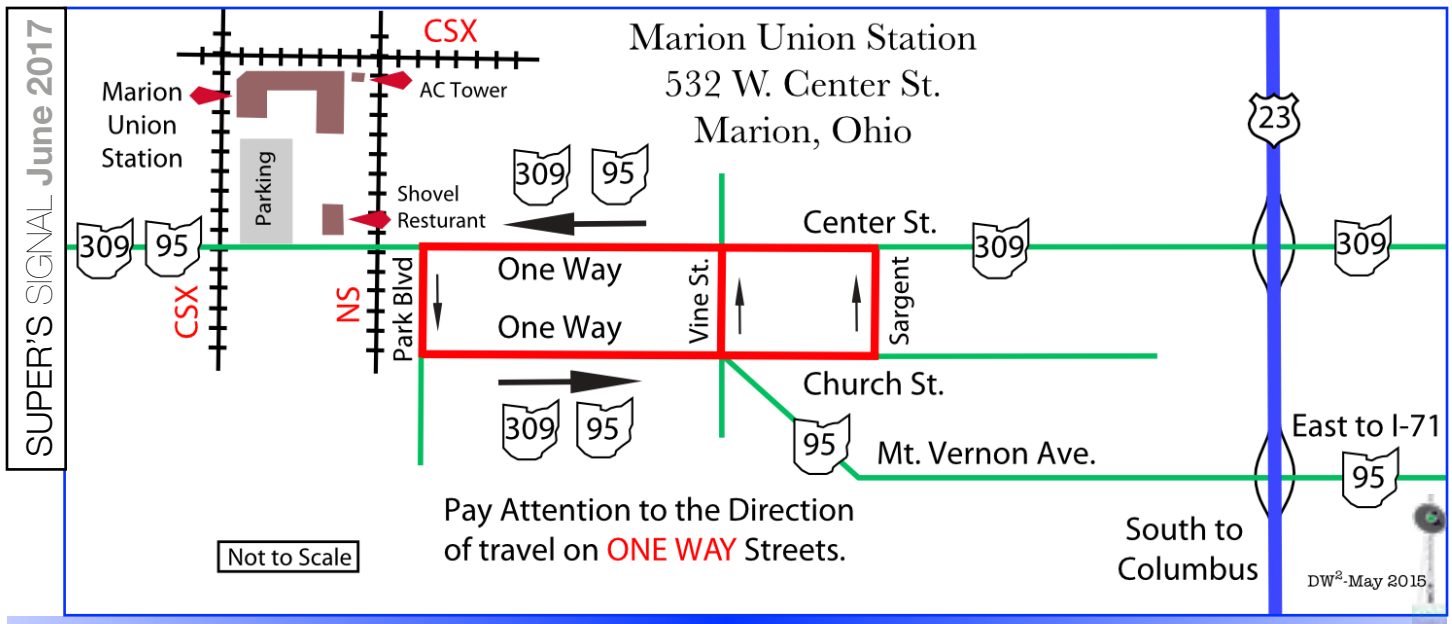 SUPER'S SIGNAL June 2017
CSX
Marion Union Station
532 W. Center St.
Marion, Ohio
Marion
Union
Station
AC Tower
23
Parking
Shovel
Resturant
309
95
309
95
Center St.
309
309
CSX
NS
Park Blvd
One Way
One Way
Vine St.
Sargent
309
95
Church St.
95
Mt. Vernon Ave.
East to I-71
95
Pay Attention to the Direction
of travel on ONE WAY Streets.
Not to Scale
South to
Columbus
DW²-May 2015